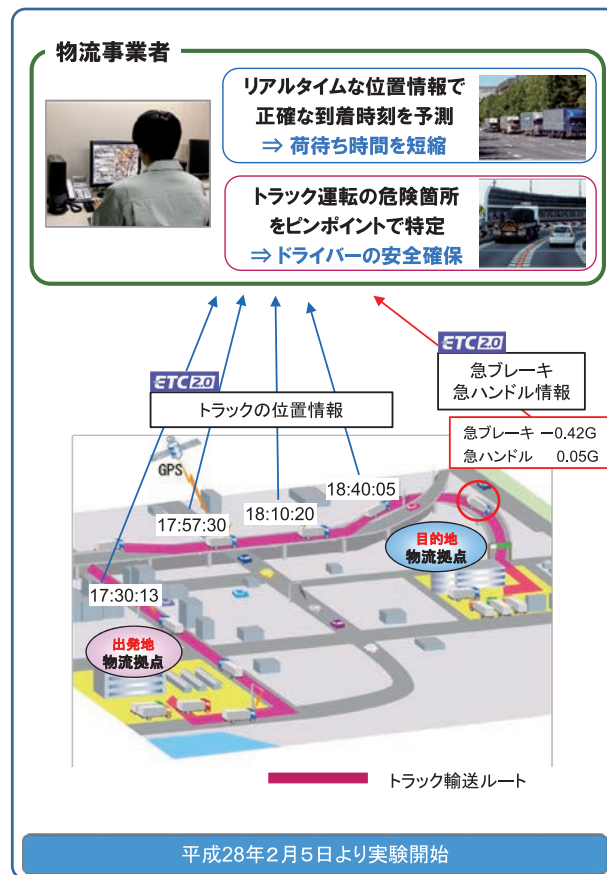 物流事業者
リアルタイムな位置情報で
正確な到着時刻を予測
⇒ 荷待ち時間を短縮
トラック運転の危険箇所
をピンポイントで特定
⇒ ドライバーの安全確保
ETC2.0
トラックの位置情報
ETC2.0
急ブレーキ
急ハンドル情報
急ブレーキ −0.42G
急ハンドル 0.05G
GPS
18:40:05
18:10:20
17:57:30
17:30:13
目的地
物流拠点
出発地
物流拠点
トラック輸送ルート
平成28年2月5日より実験開始